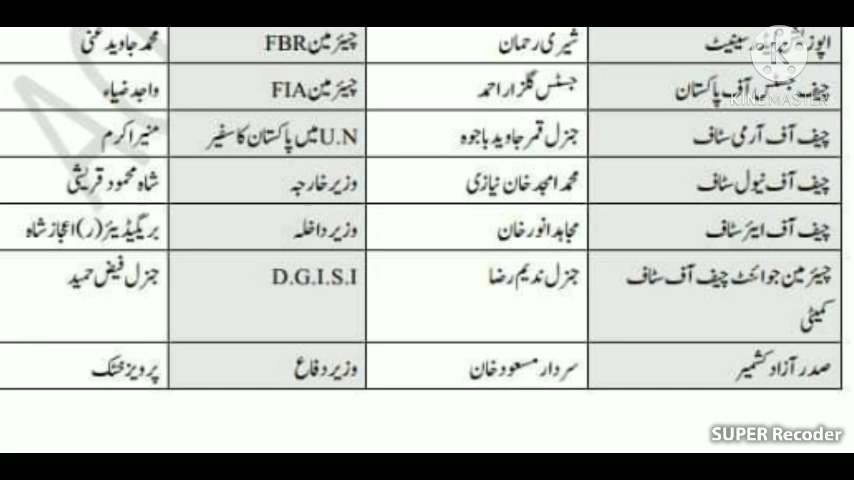 اپوزیشن لیڈر سینیٹ شیری رحمان چیئرمین FBR محمد جاوید غنی
چیف جسٹس آف پاکستان جسٹس گلزار احمد چیئرمین FIA واجد ضیاء
چیف آف آرمی سٹاف جنرل قمر جاوید باجوہ U.N میں پاکستان کا سفیر منیر اکرم
چیف آف نیول سٹاف محمد امجد خان نیازی وزیر خارجہ شاہ محمود قریشی
چیف آف ایئر سٹاف مجاہد انور خان وزیر داخلہ بریگیڈیئر (ر) اعجاز شاہ
چیئرمین جوائنٹ چیف آف سٹاف جنرل ندیم رضا D.G.I.S.I جنرل فیض حمید
کمیٹی
صدر آزاد کشمیر سردار مسعود خان وزیر دفاع پرویز خٹک
KINEMASTER
SUPER Recoder